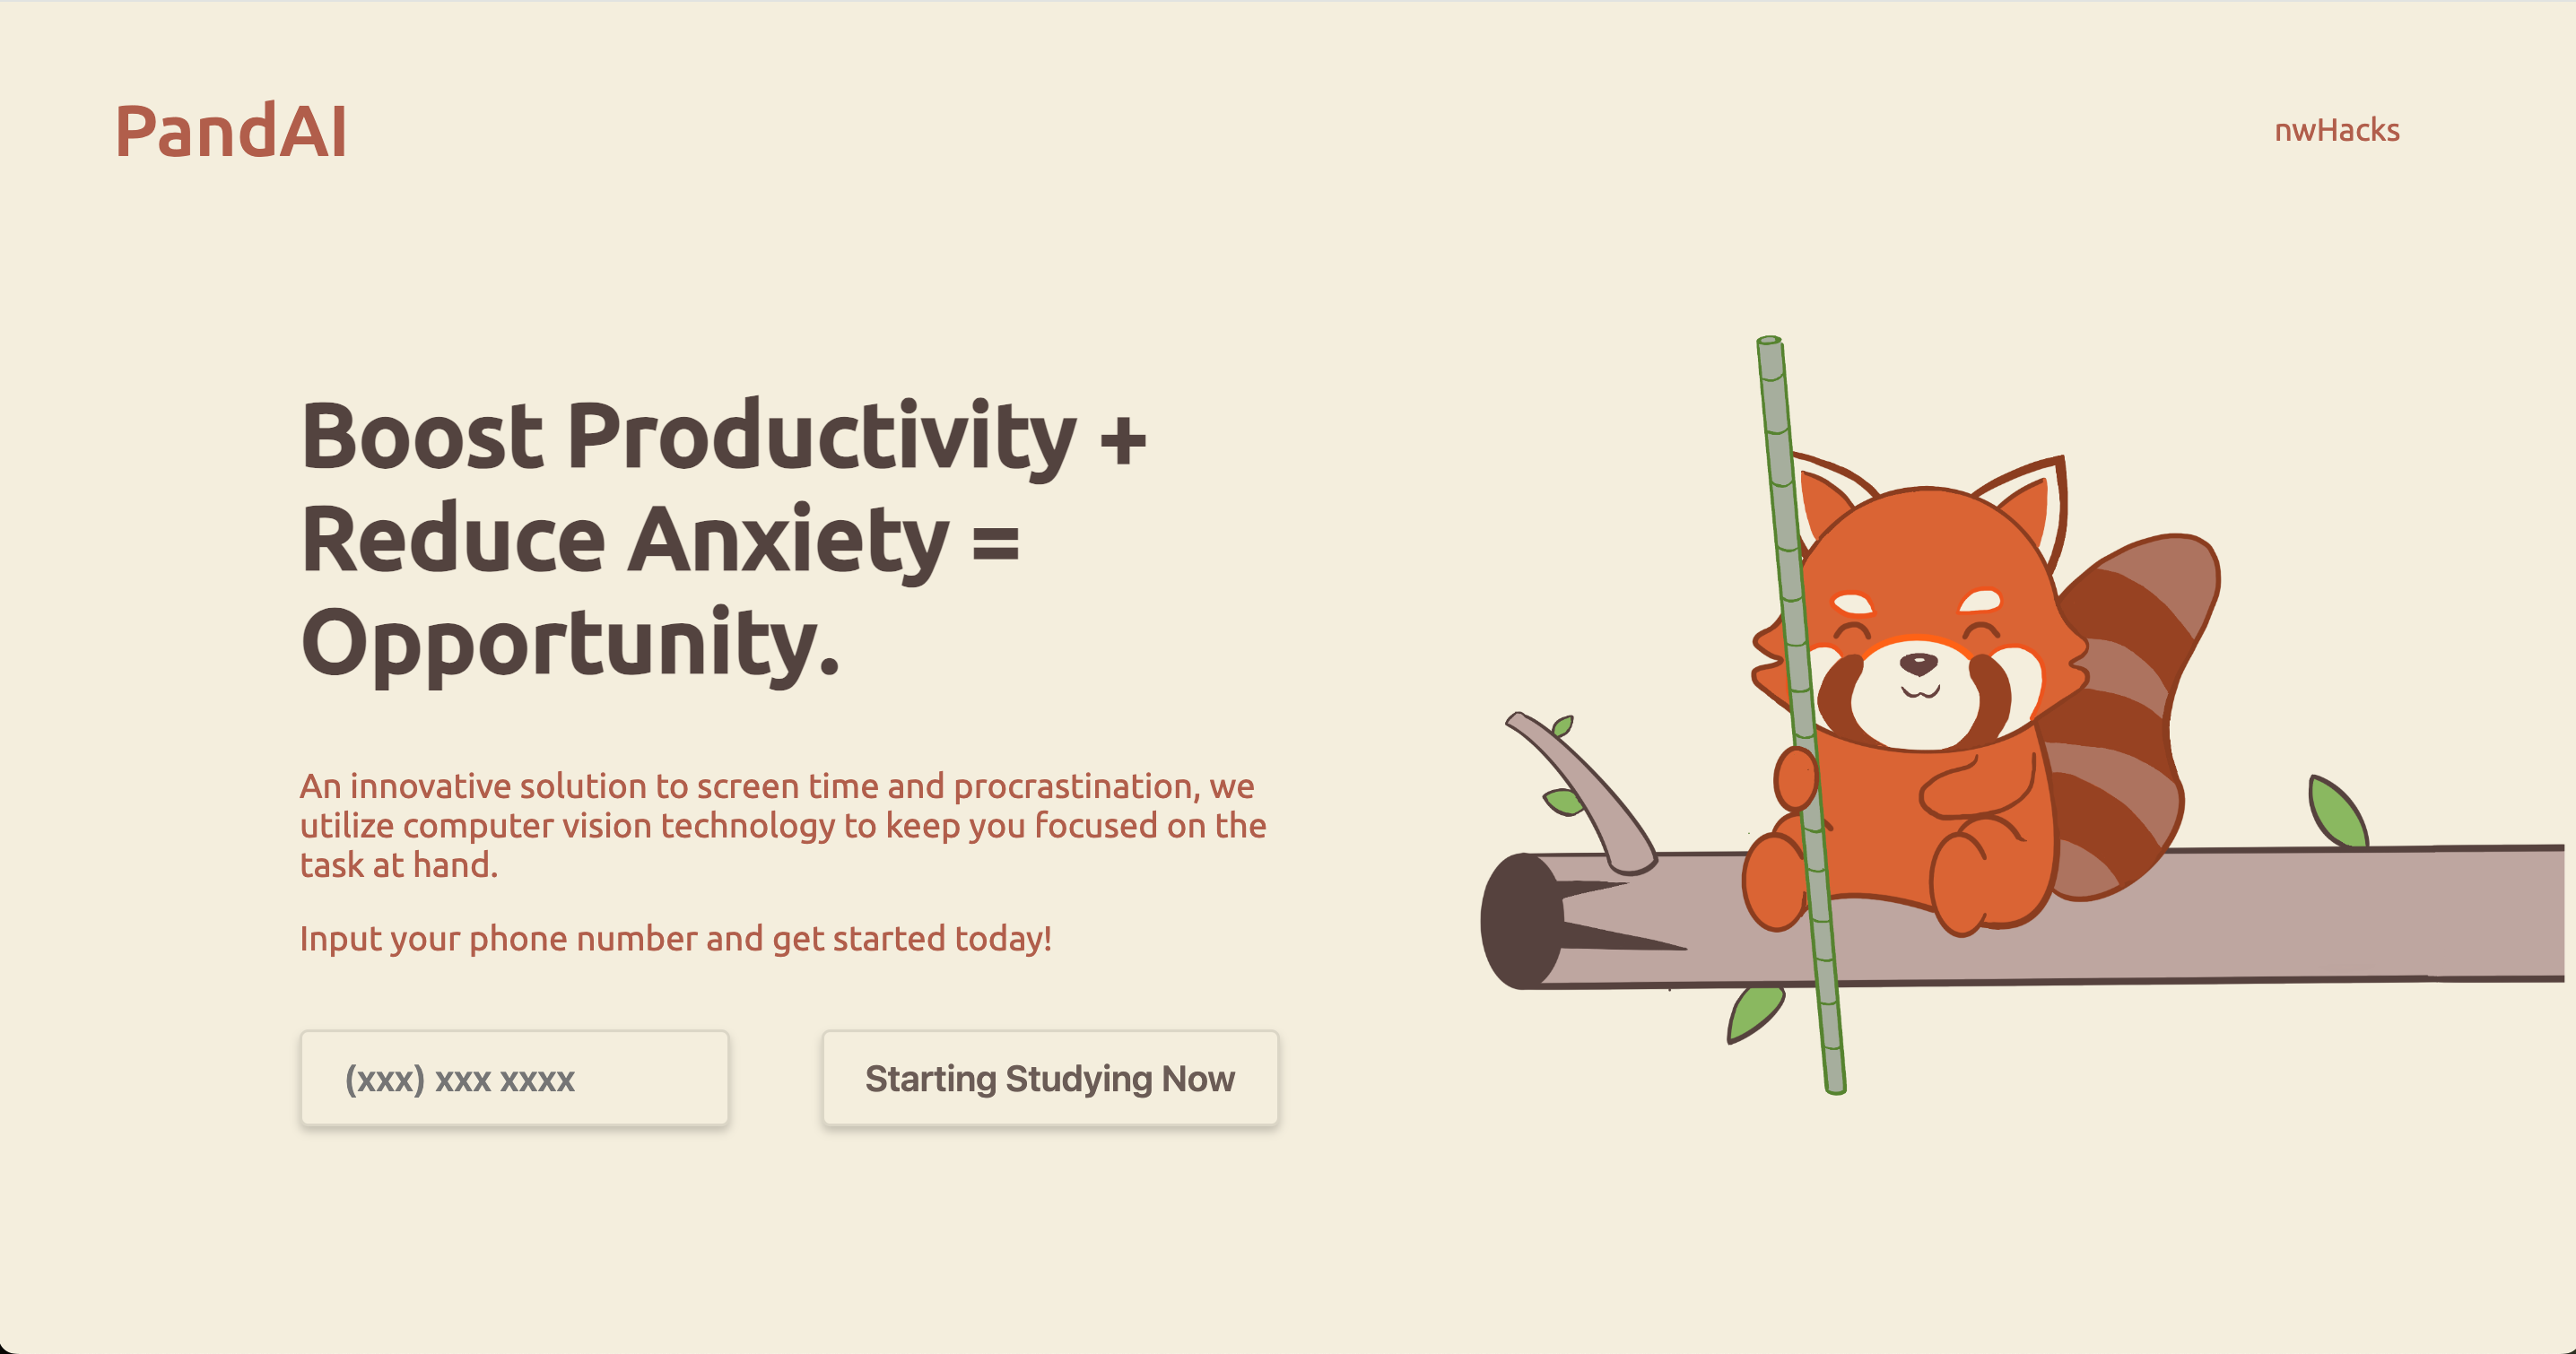 PandAI
nwHacks
Boost Productivity +
Reduce Anxiety =
Opportunity.
An innovative solution to screen time and procrastination, we
utilize computer vision technology to keep you focused on the
task at hand.
Input your phone number and get started today!
(xxx) xxx xxxx
Starting Studying Now